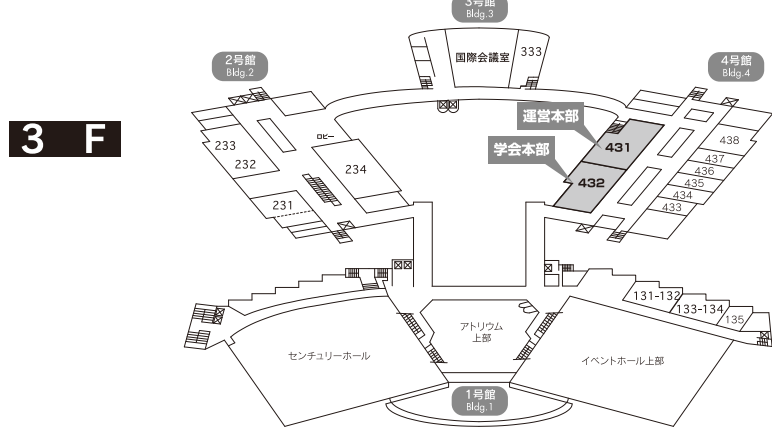 3号館
Bldg.3
国際会議室
333
2号館
Bldg.2
4号館
Bldg.4
3 F
運営本部
学会本部
ロビー
233
232
234
231
431
432
438
437
436
435
434
433
131-132
133-134
135
アトリウム
上部
センチュリーホール
イベントホール上部
1号館
Bldg.1